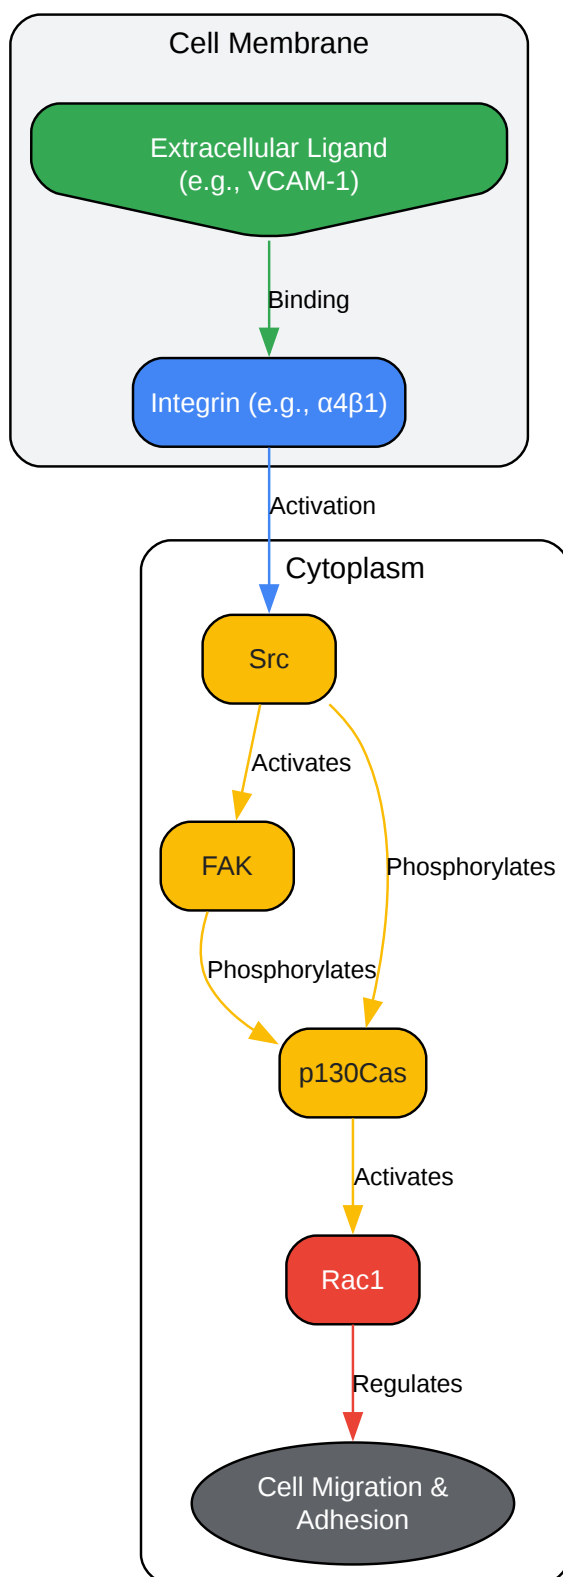 Cell Membrane
Extracellular Ligand
(e.g., VCAM-1)
Binding
Integrin (e.g., α4β1)
Activation
Cytoplasm
Src
Activates
FAK
Phosphorylates
Phosphorylates
p130Cas
Activates
Rac1
Regulates
Cell Migration &
Adhesion